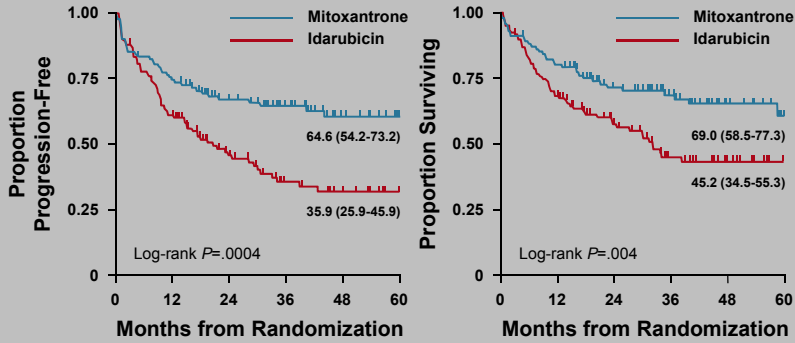 Proportion
Progression-Free
1.00
0.75
0.50
0.25
0
Mitoxantrone
Idarubicin
64.6 (54.2-73.2)
35.9 (25.9-45.9)
Log-rank P=.0004
0 12 24 36 48 60
Months from Randomization
Proportion Surviving
1.00
0.75
0.50
0.25
0
Mitoxantrone
Idarubicin
69.0 (58.5-77.3)
45.2 (34.5-55.3)
Log-rank P=.004
0 12 24 36 48 60
Months from Randomization